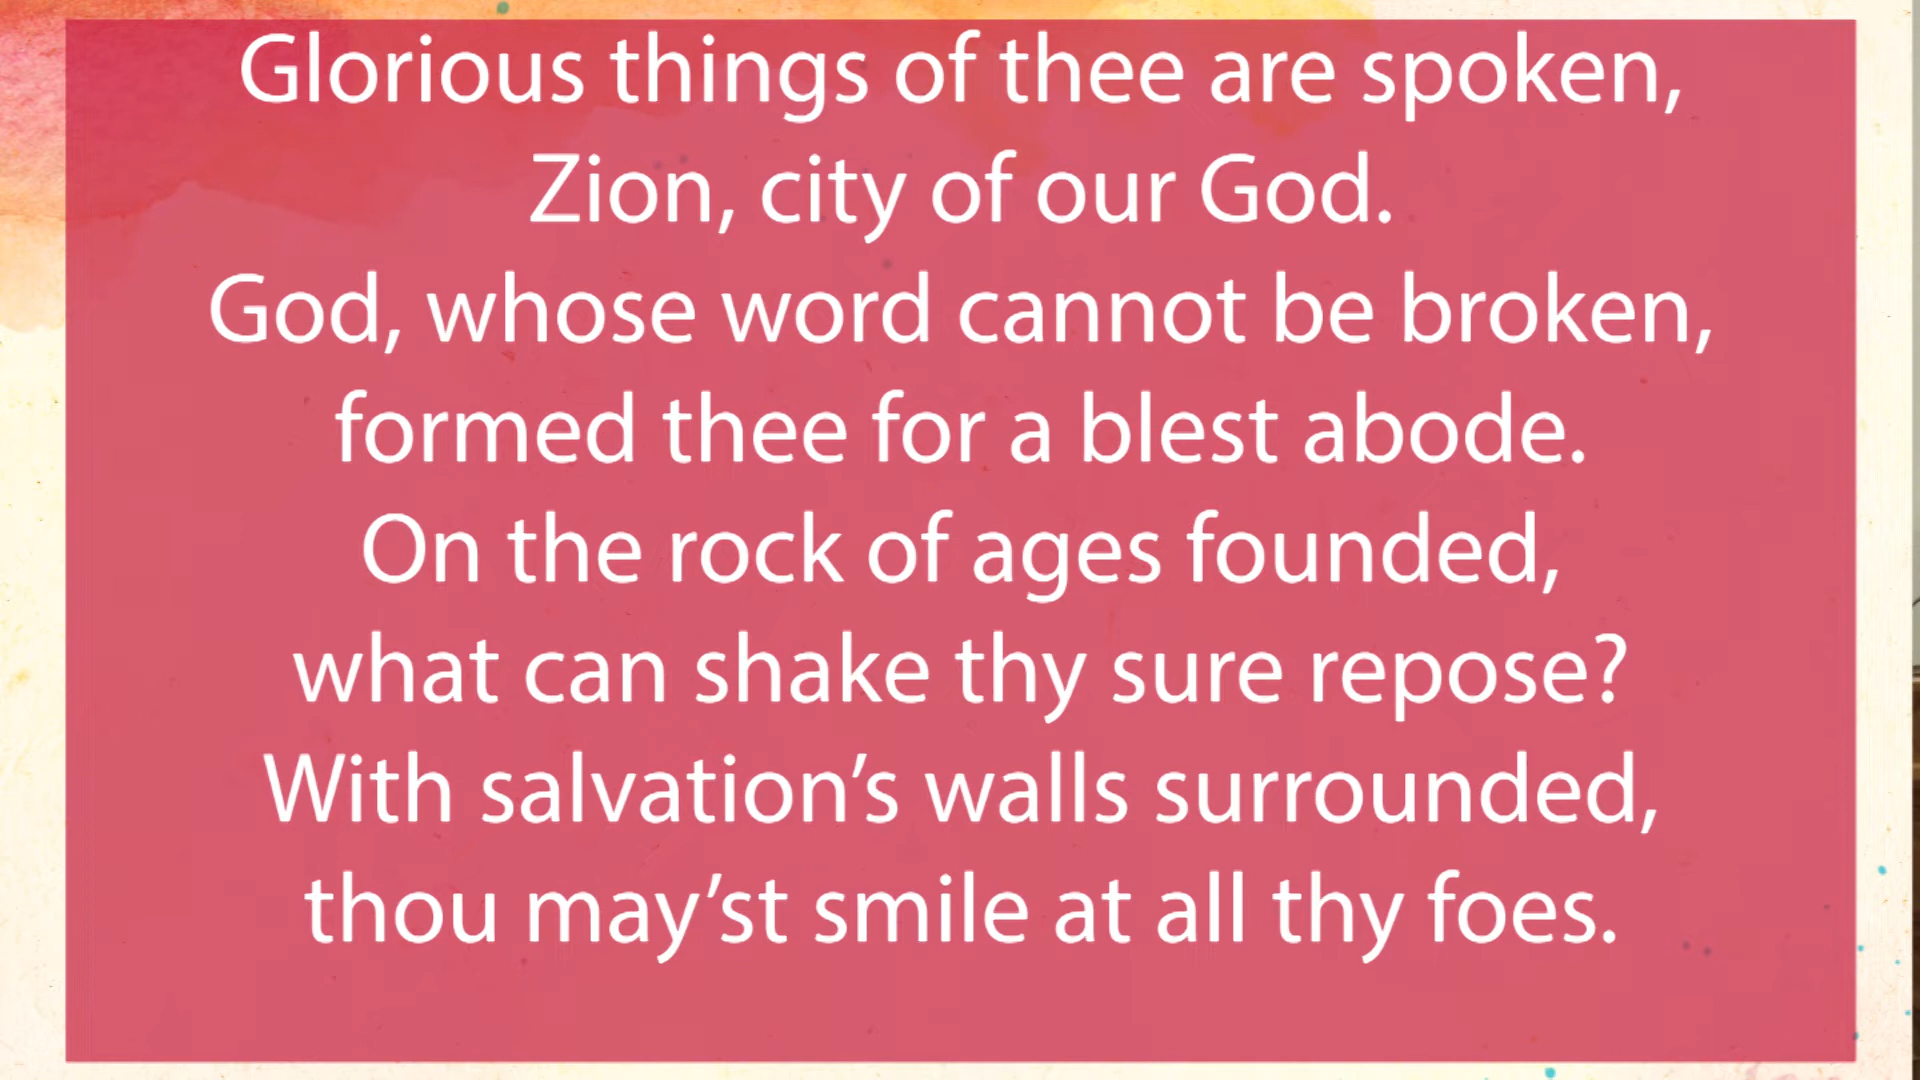 Glorious things of thee are spoken,
Zion, city of our God.
God, whose word cannot be broken,
formed thee for a blest abode.
On the rock of ages founded,
what can shake thy sure repose?
With salvation’s walls surrounded,
thou may’st smile at all thy foes.